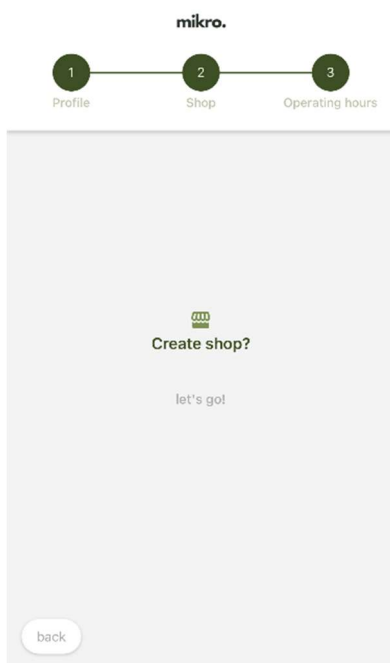 mikro.
1 2 3
Profile Shop Operating hours
Create shop?
let's go!
back